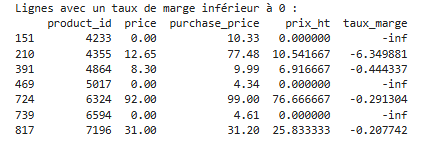 Lignes avec un taux de marge inférieur à 0 :
product_id price purchase_price prix_ht taux_marge
151 4233 0.00 10.33 0.000000 -inf
210 4355 12.65 77.48 10.541667 -6.349881
391 4864 8.30 9.99 6.916667 -0.444337
469 5017 0.00 4.34 0.000000 -inf
724 6324 92.00 99.00 76.666667 -0.291304
739 6594 0.00 4.61 0.000000 -inf
817 7196 31.00 31.20 25.833333 -0.207742